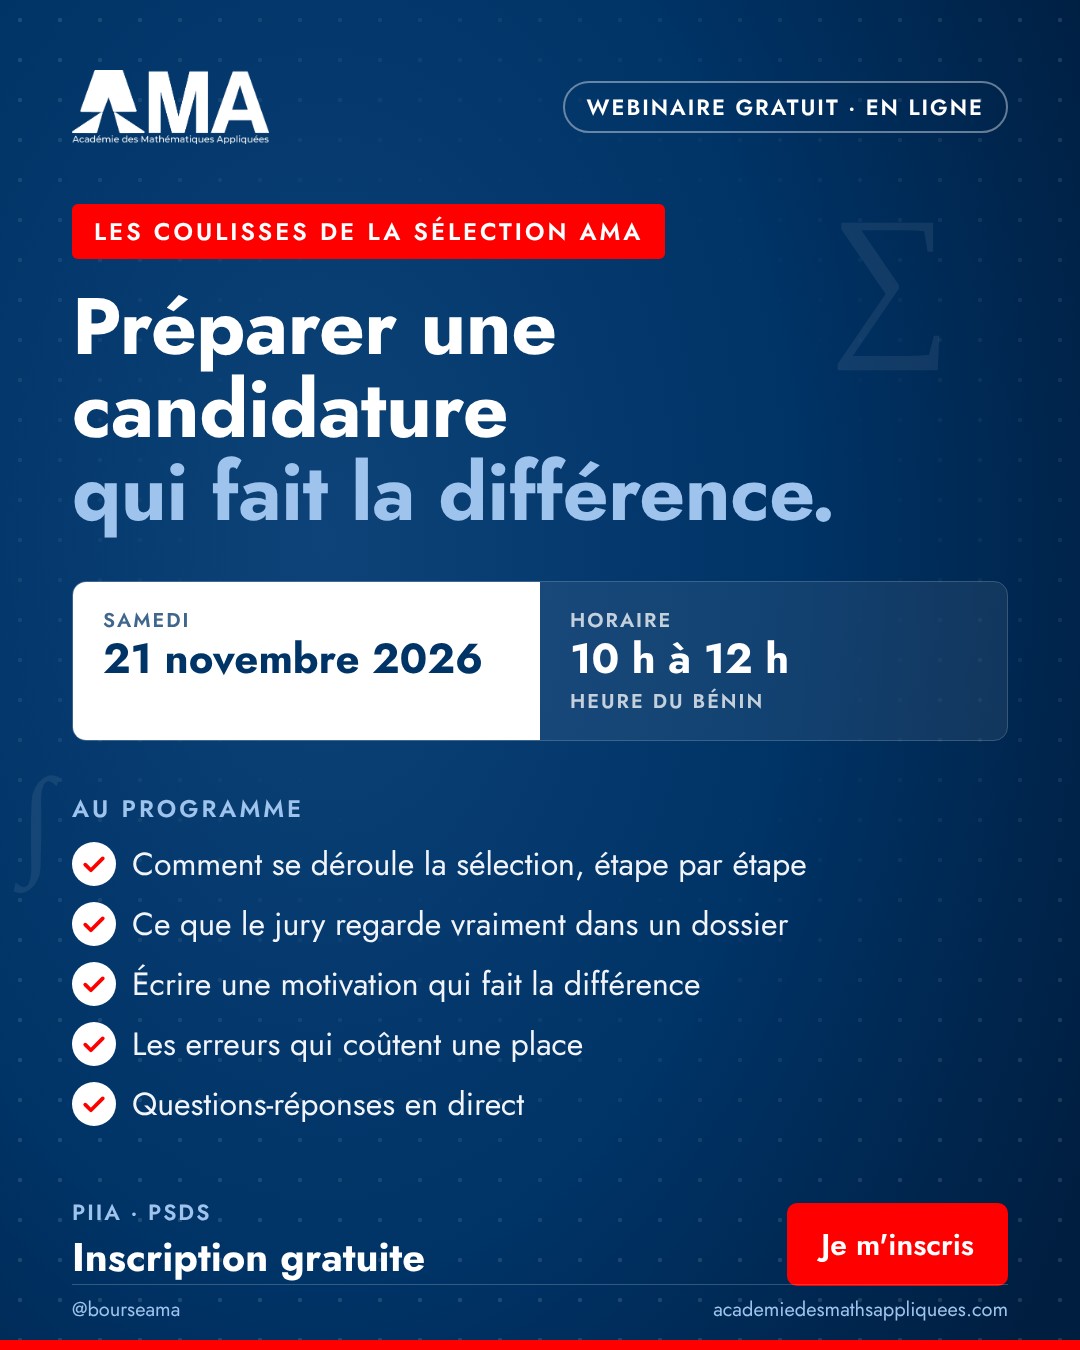 AMA
Académie des Mathématiques Appliquées
WEBINAIRE GRATUIT · EN LIGNE
LES COULISSES DE LA SÉLECTION AMA
Σ
Préparer une
candidature
qui fait la différence.
SAMEDI
21 novembre 2026
HORAIRE
10 h à 12 h
HEURE DU BÉNIN
∫
AU PROGRAMME
Comment se déroule la sélection, étape par étape
Ce que le jury regarde vraiment dans un dossier
Écrire une motivation qui fait la différence
Les erreurs qui coûtent une place
Questions-réponses en direct
PIIA · PSDS
Inscription gratuite
Je m'inscris
@bourseama
academiedesmathsappliquees.com